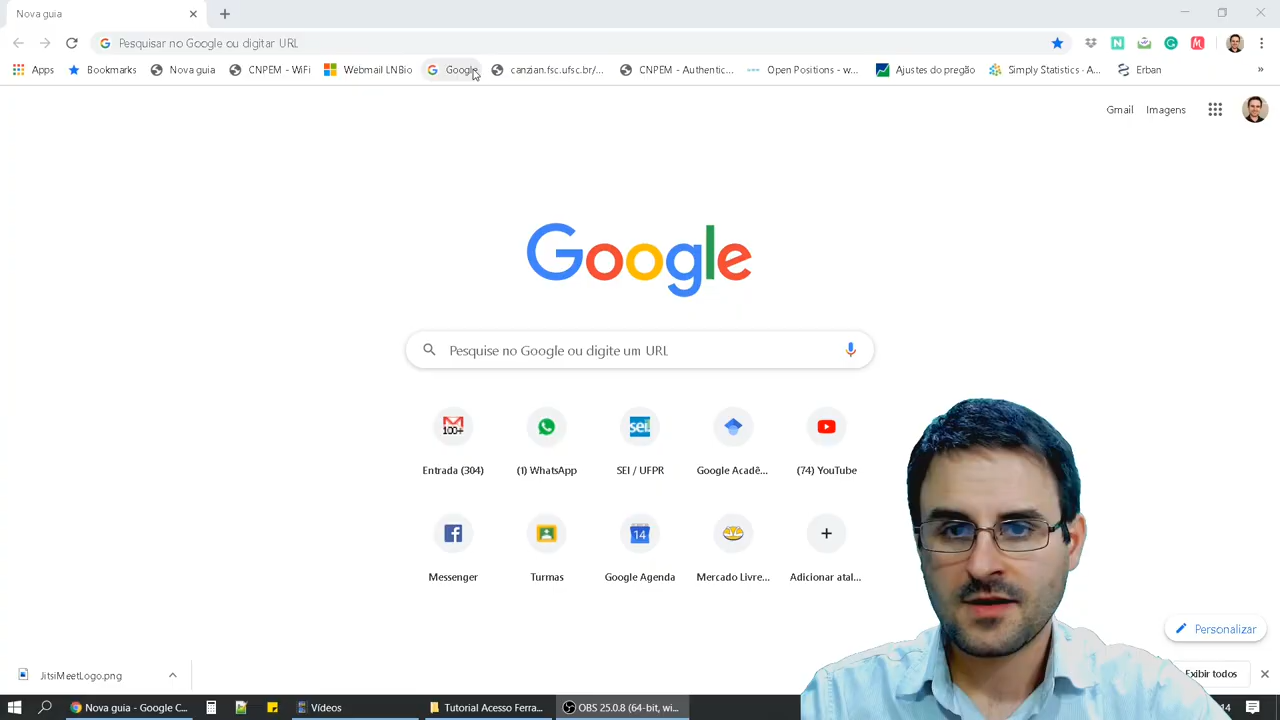 Nova guia
Pesquisar no Google ou digitar URL
Apps
Bookmarks
Nova guia
CNPEM - WiFi
Webmail LNBio
Google
canzian.fsc.ufsc.br/...
CNPEM - Authentic...
Open Positions - w...
Ajustes do pregão
Simply Statistics · A...
Erban
»
Gmail
Imagens
Google
Pesquise no Google ou digite um URL
100+
Entrada (304)
(1) WhatsApp
sei!
SEI / UFPR
Google Acadê...
(74) YouTube
Messenger
Turmas
14
Google Agenda
Mercado Livre...
Adicionar atal...
Personalizar
JitsiMeetLogo.png
Exibir todos
Nova guia - Google C...
Vídeos
Tutorial Acesso Ferra...
OBS 25.0.8 (64-bit, wi...
14